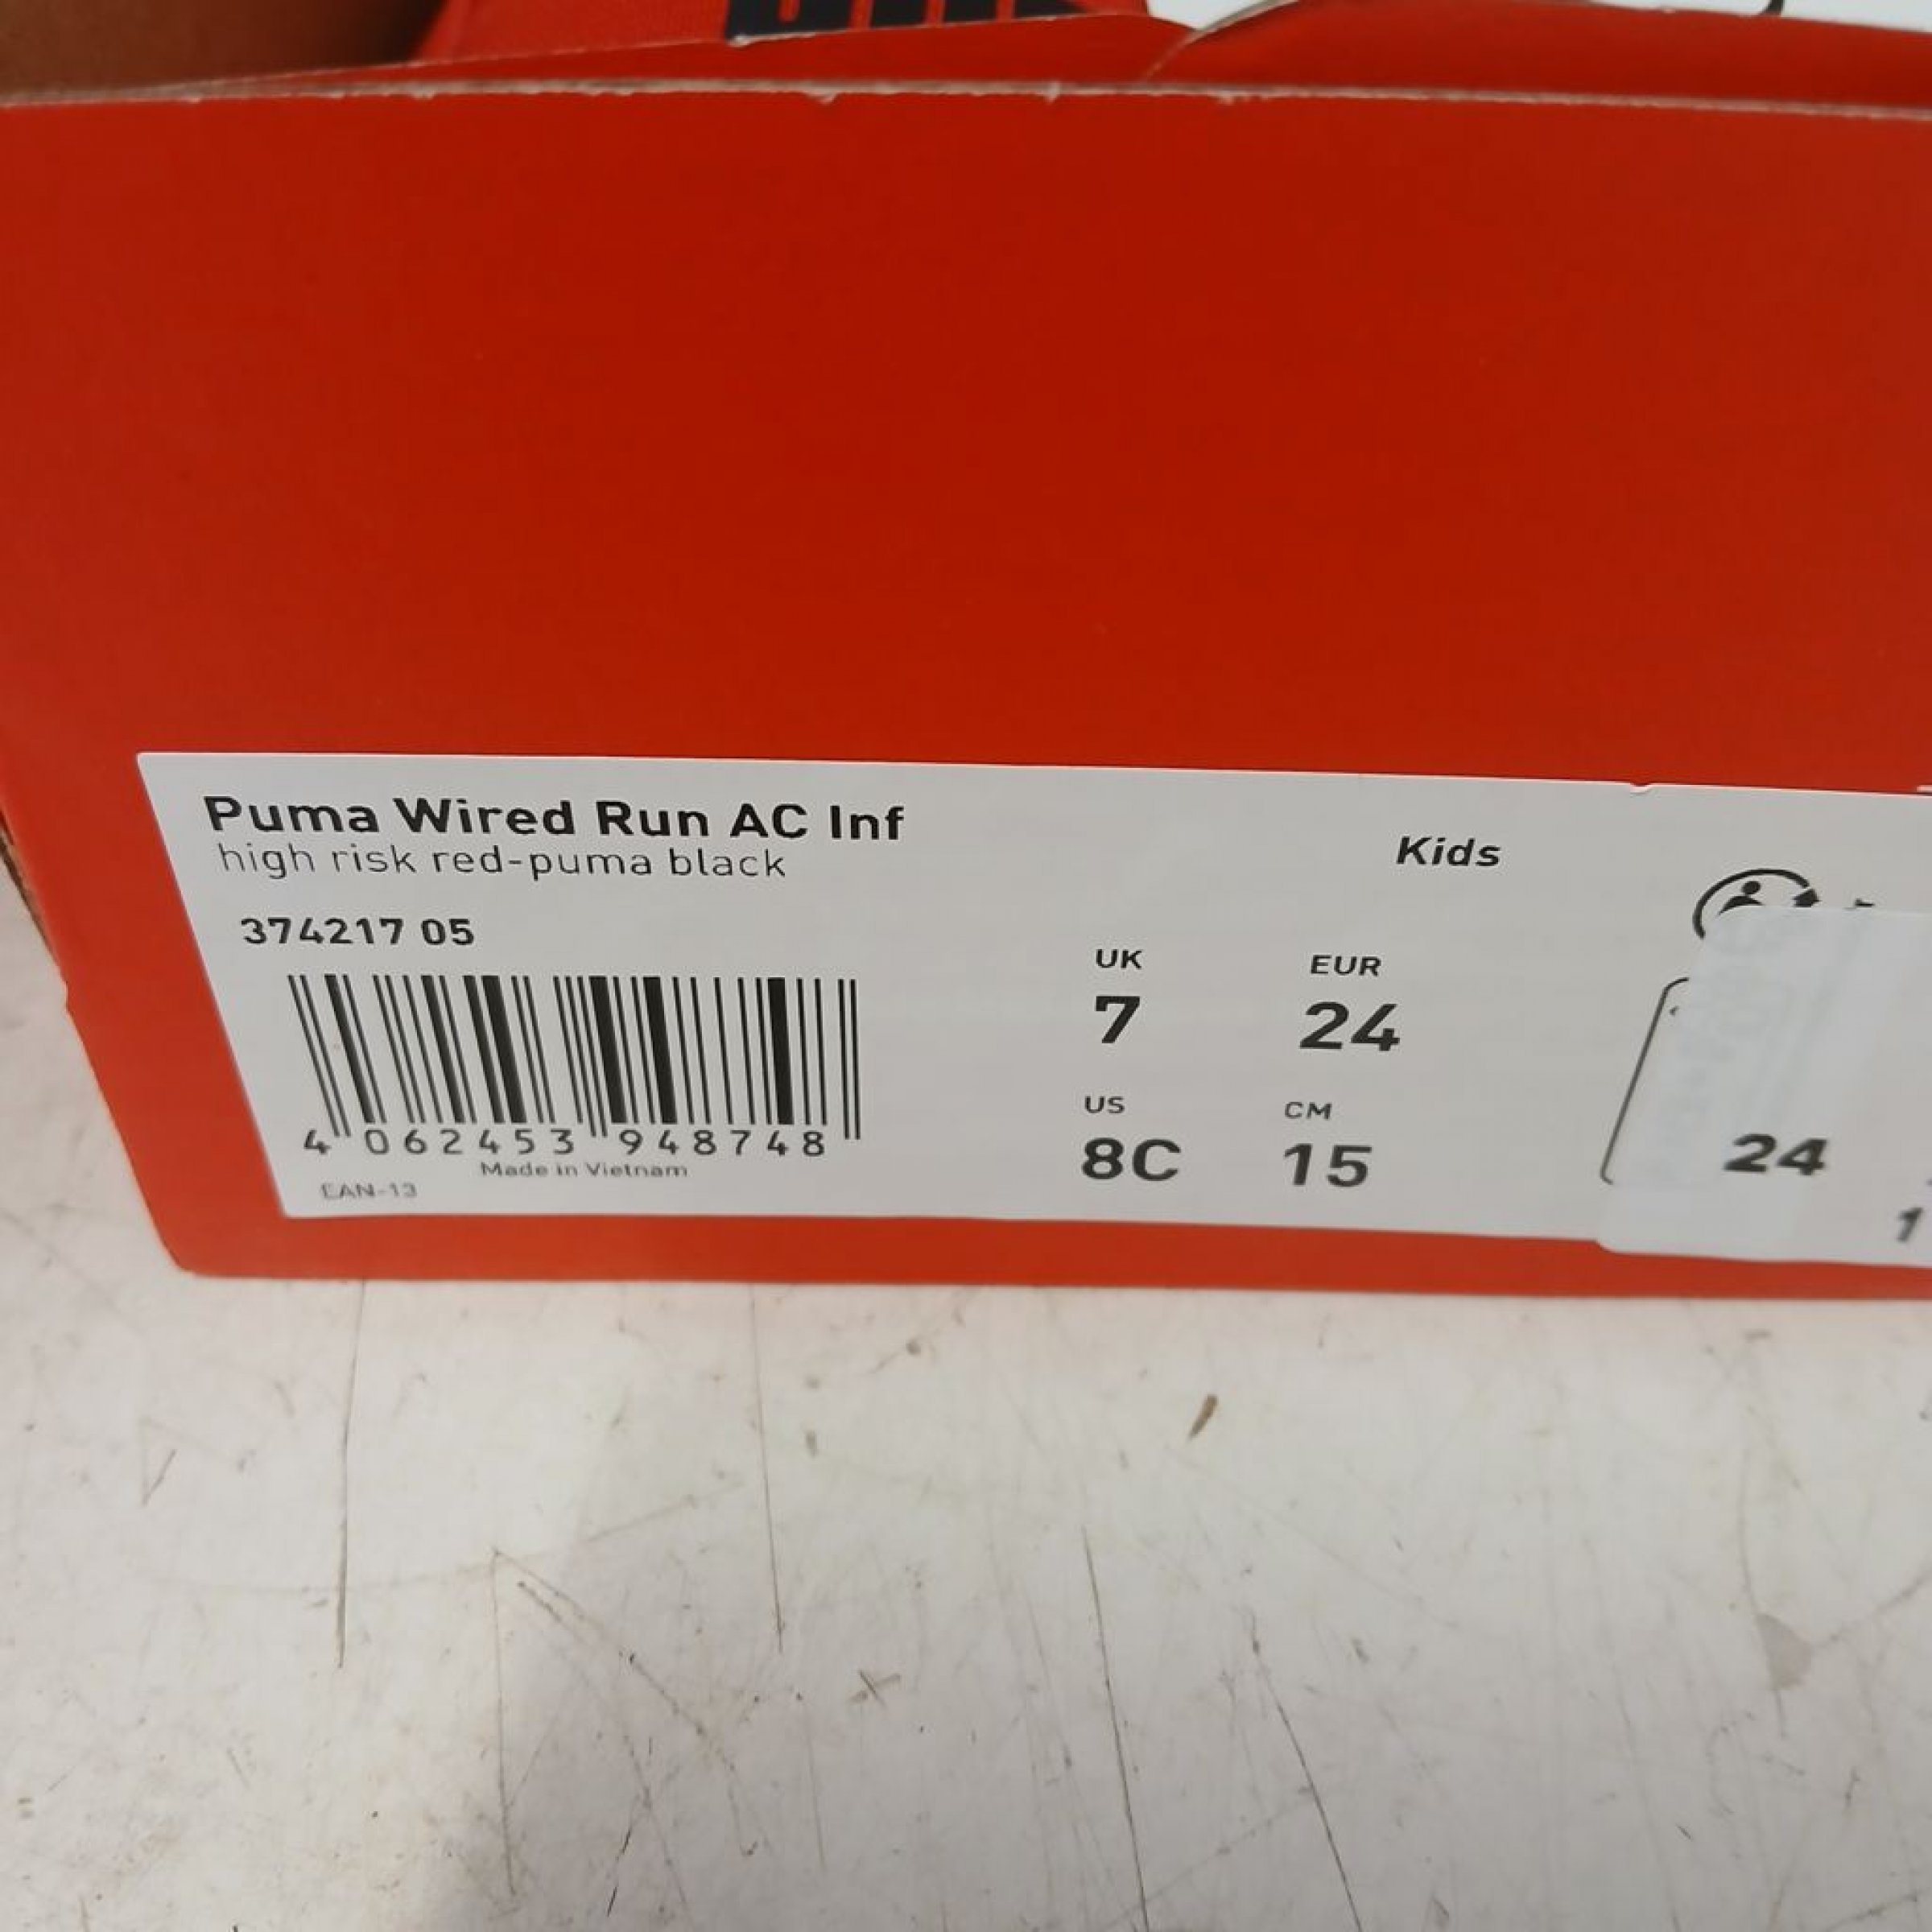 Puma Wired Run AC Inf
high risk red-puma black
Kids
374217 05
UK
EUR
7
24
US
CM
8C
15
4 062453 948748
Made in Vietnam
EAN-13
24
1